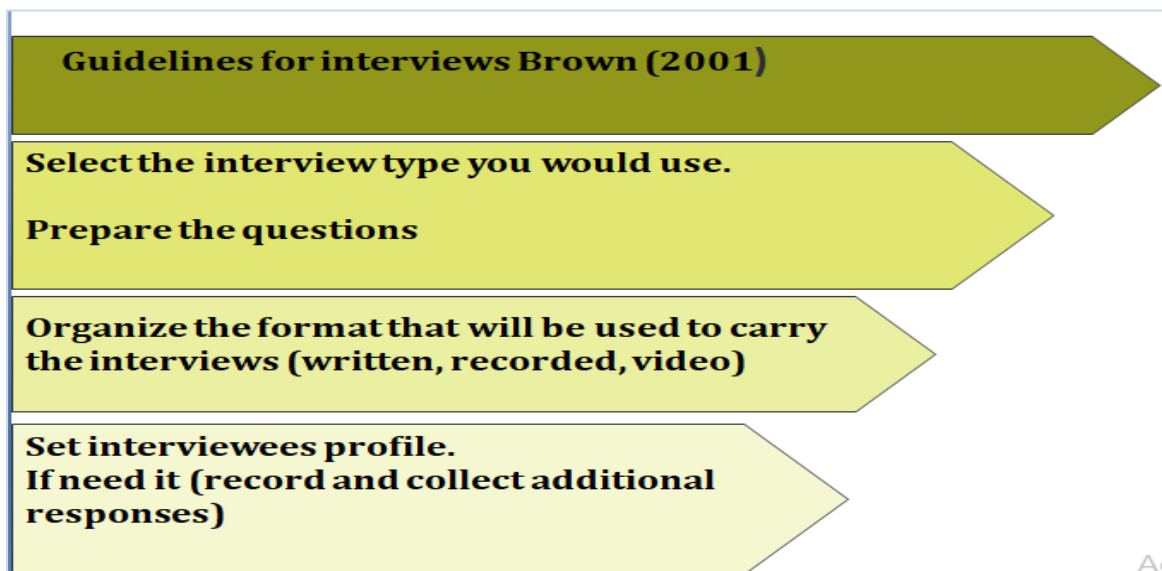 Guidelines for interviews Brown (2001)
Select the interview type you would use.
Prepare the questions
Organize the format that will be used to carry
the interviews (written, recorded, video)
Set interviewees profile.
If need it (record and collect additional
responses)